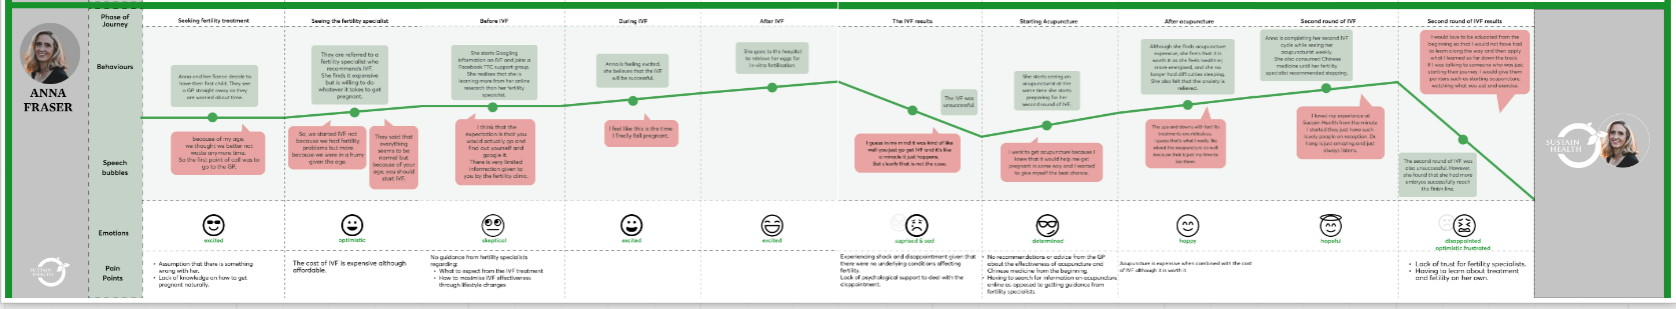 Phase of
Journey
Seeking fertility treatment
Seeing the fertility specialist
Before IVF
During IVF
After IVF
The IVF results
Starting Acupuncture
After acupuncture
Second round of IVF
Second round of IVF results
ANNA
FRASER
Behaviours
Anna and her fiance decide to
have their first child. They see
a GP straight away as they
are worried about time.
They are referred to a
fertility specialist who
recommends IVF.
She finds it expensive
but is willing to do
whatever it takes to get
pregnant.
She starts Googling
information on IVF and joins a
Facebook TTC support group.
She realises that she is
learning more from her online
research than her fertility
specialist.
Anna is feeling excited,
she believes that the IVF
will be successful.
She goes to the hospital
to retrieve her eggs for
in-vitro fertilisation.
The IVF was
unsuccessful
She starts seeing an
acupuncturist at the
same time she starts
preparing for her
second round of IVF.
Although she finds acupuncture
expensive, she feels that it is
worth it as she feels healthier,
more energised, and she no
longer had difficulties sleeping.
She also felt that the anxiety is
relieved.
Anna is completing her second IVF
cycle while seeing her
acupuncturist weekly.
She also consumed Chinese
medicine until her fertility
specialist recommended stopping.
I would love to be educated from the
beginning so that I would not have had
to learn along the way and then apply
what I learned so far down the track.
If I was talking to someone who was just
starting their journey, I would give them
pointers such as starting acupuncture,
watching what you eat and exercise.
Speech
bubbles
because of my age,
we thought we better not
waste anymore time.
So the first point of call was to
go to the GP.
So, we started IVF not
because we had fertility
problems but more
because we were in a hurry
given the age
They said that
everything
seems to be
normal but
because of your
age, you should
start IVF.
I think that the
expectation is that you
would actually go and
find out yourself and
google it.
There is very limited
information given to
you by the fertility clinic.
I feel like this is the time
I finally fall pregnant.
I guess in my mind it was kind of like
well you just go get IVF and it's like
a miracle it just happens.
But clearly that is not the case.
I want to get acupuncture because I
knew that it would help me get
pregnant in some way and I wanted
to give myself the best chance.
The ups and downs with fertility
treatments are ridiculous.
I guess that's what I really like
about the acupuncture as well
because that is just my time to
be there.
I loved my experience at
Sustain Health from the minute
I started they just have such
lovely people on reception. Dr
Yang is just amazing and just
always listens.
The second round of IVF was
also unsuccessful. However,
she found that she had more
embryos successfully reach
the finish line.
SUSTAIN
HEALTH
Emotions
excited
optimistic
skeptical
excited
excited
suprised & sad
determined
happy
hopeful
disappointed
optimistic frustrated
SUSTAIN
HEALTH
Pain
Points
• Assumption that there is something
wrong with her.
• Lack of knowledge on how to get
pregnant naturally.
The cost of IVF is expensive although
affordable.
No guidance from fertility specialists
regarding:
• What to expect from the IVF treatment
• How to maximise IVF effectiveness
through lifestyle changes
Experiencing shock and disappointment given that
there were no underlying conditions affecting
fertility.
Lack of psychological support to deal with the
disappointment.
• No recommendations or advice from the GP
about the effectiveness of acupuncture and
Chinese medicine from the beginning.
• Having to search for information on acupuncture
online as opposed to getting guidance from
fertility specialists.
Acupuncture is expensive when combined with the cost
of IVF although it is worth it.
• Lack of trust for fertility specialists.
• Having to learn about treatment
and fetility on her own.